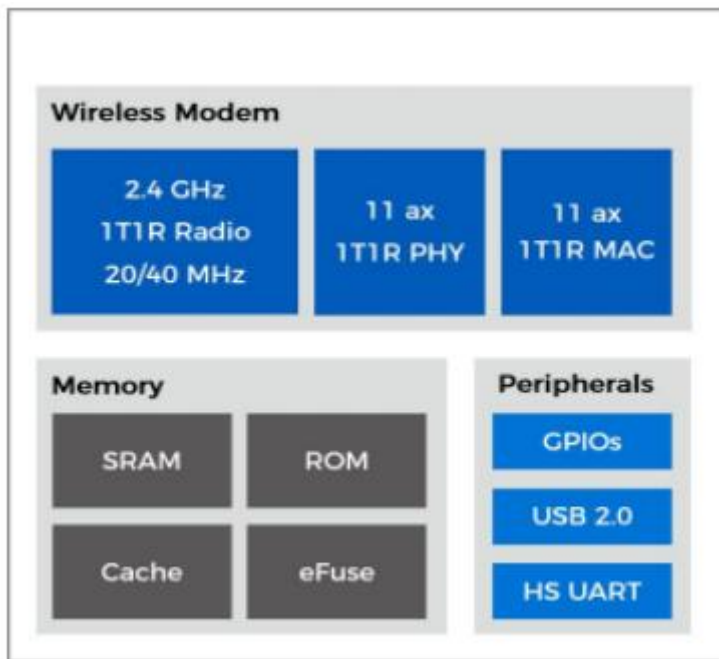 Wireless Modem
2.4 GHz
1T1R Radio
20/40 MHz
11 ax
1T1R PHY
11 ax
1T1R MAC
Memory
SRAM
ROM
Cache
eFuse
Peripherals
GPIOs
USB 2.0
HS UART